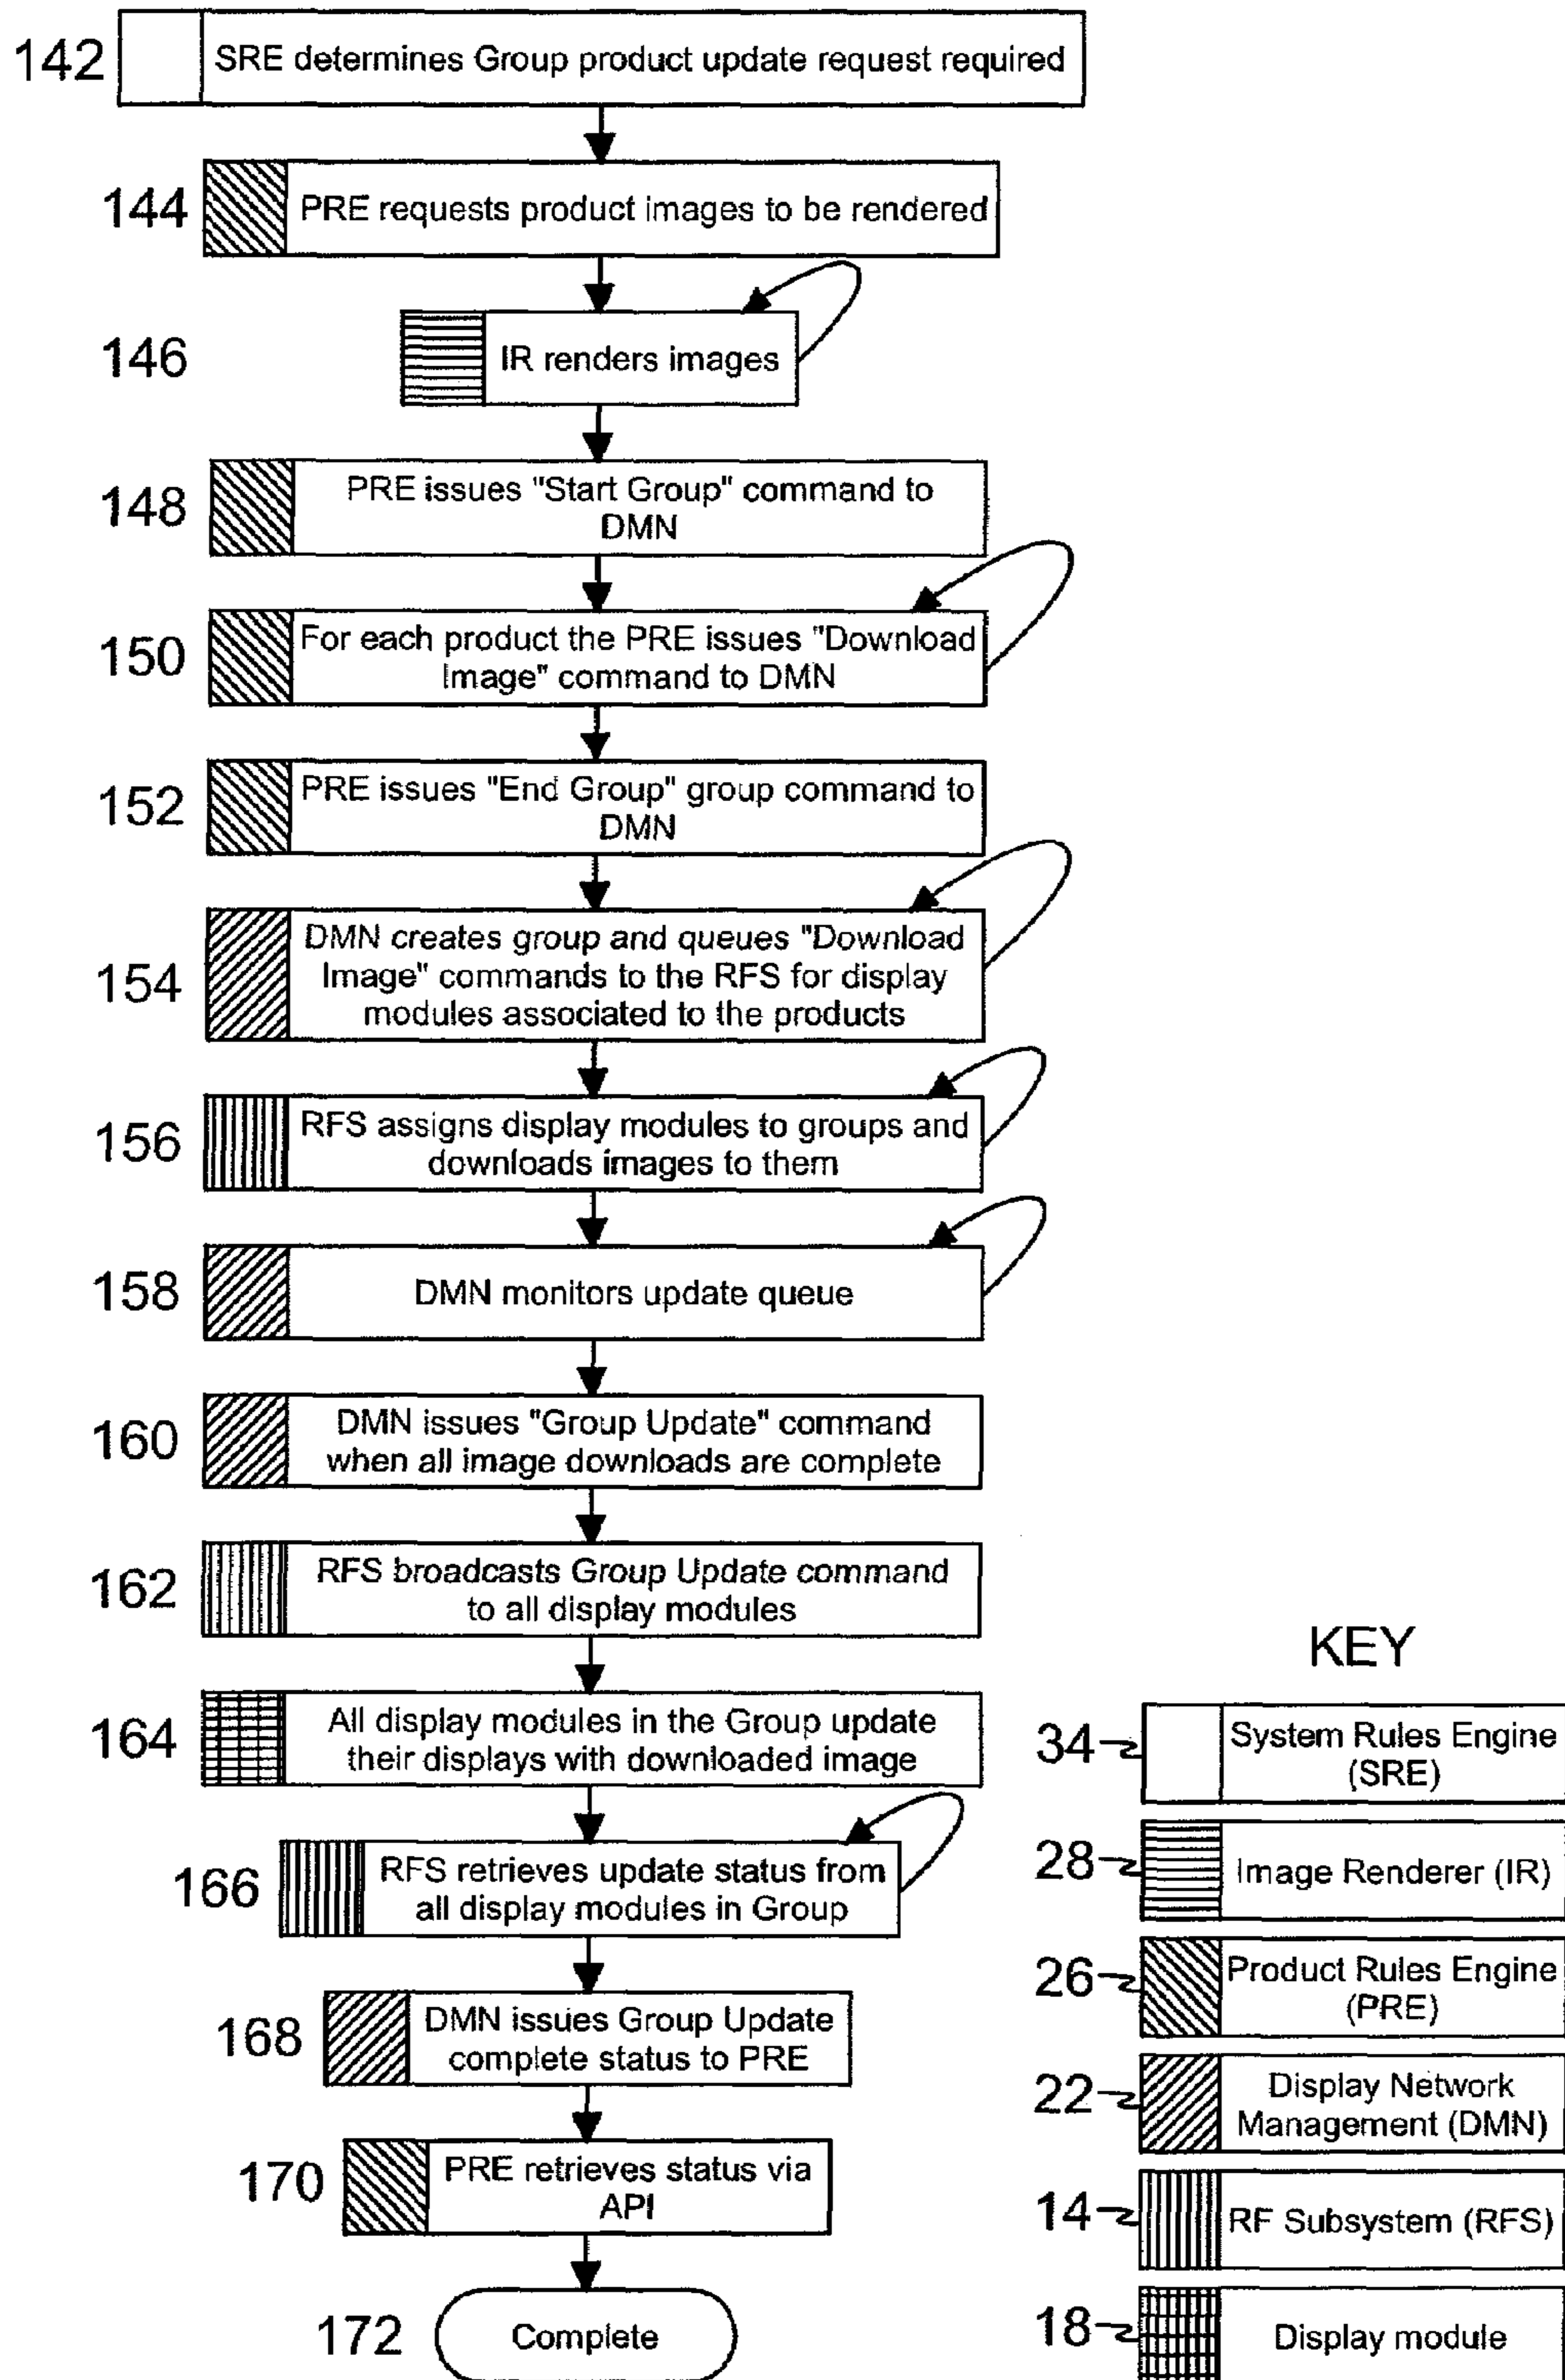 142
SRE determines Group product update request required
144
PRE requests product images to be rendered
146
IR renders images
148
PRE issues "Start Group" command to
DMN
150
For each product the PRE issues "Download
Image" command to DMN
152
PRE issues "End Group" group command to
DMN
154
DMN creates group and queues "Download
Image" commands to the RFS for display
modules associated to the products
156
RFS assigns display modules to groups and
downloads images to them
158
DMN monitors update queue
160
DMN issues "Group Update" command
when all image downloads are complete
162
RFS broadcasts Group Update command
to all display modules
164
All display modules in the Group update
their displays with downloaded image
166
RFS retrieves update status from
all display modules in Group
168
DMN issues Group Update
complete status to PRE
170
PRE retrieves status via
API
172
Complete
KEY
34
System Rules Engine
(SRE)
28
Image Renderer (IR)
26
Product Rules Engine
(PRE)
22
Display Network
Management (DMN)
14
RF Subsystem (RFS)
18
Display module